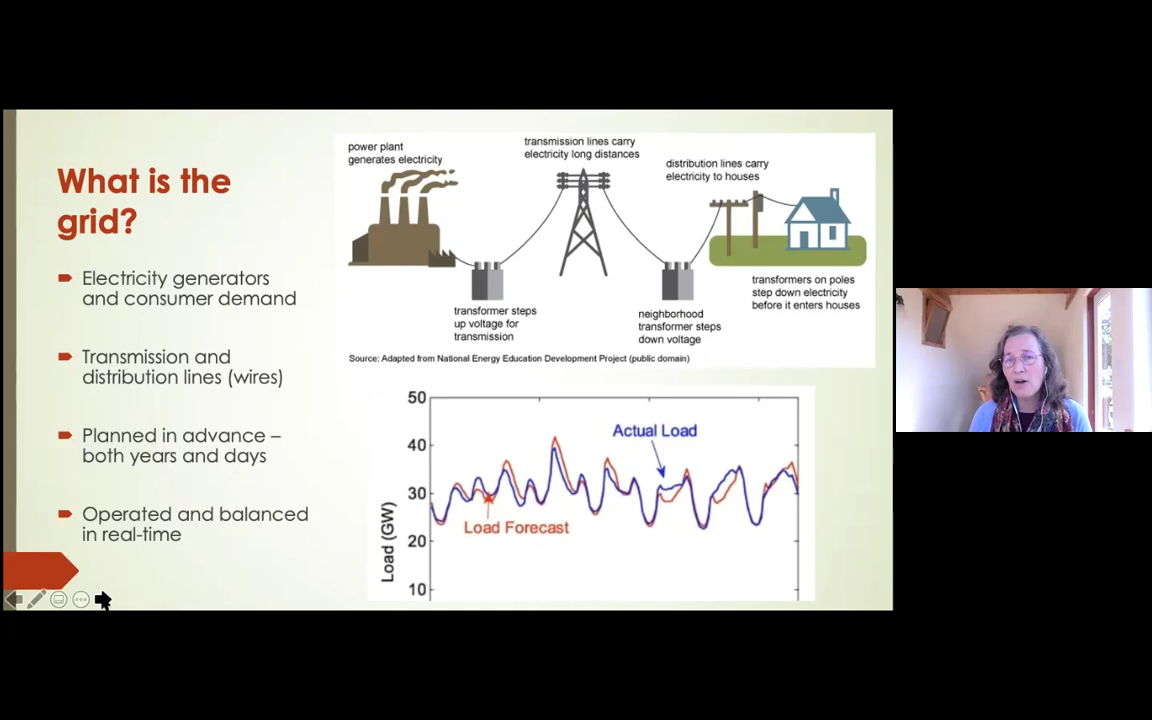 What is the
grid?
Electricity generators
and consumer demand
Transmission and
distribution lines (wires)
Planned in advance –
both years and days
Operated and balanced
in real-time
power plant
generates electricity
transmission lines carry
electricity long distances
distribution lines carry
electricity to houses
transformer steps
up voltage for
transmission
neighborhood
transformer steps
down voltage
transformers on poles
step down electricity
before it enters houses
Source: Adapted from National Energy Education Development Project (public domain)
50
40
30
20
10
Load (GW)
Actual Load
Load Forecast